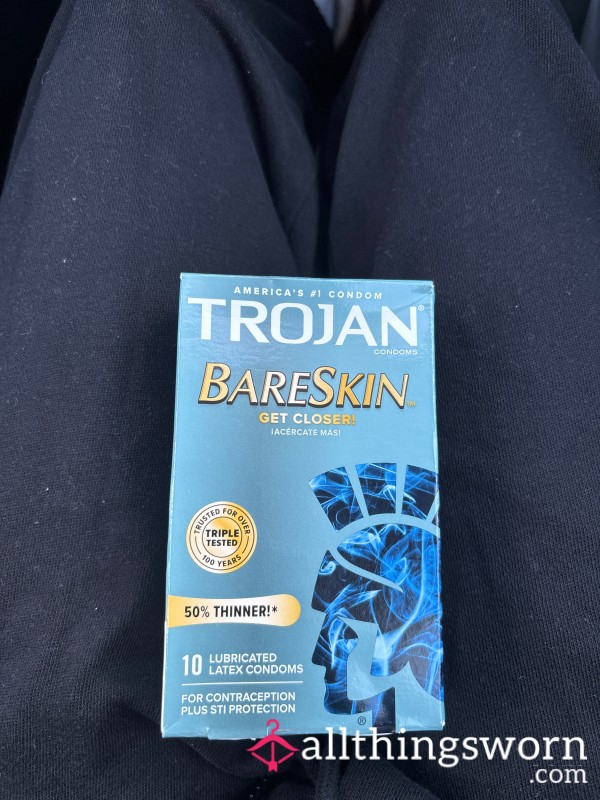 AMERICA'S #1 CONDOM
TROJAN®
CONDOMS
BARESKIN™
GET CLOSER!
¡ACÉRCATE MÁS!
TRUSTED FOR OVER
TRIPLE
TESTED
100 YEARS
50% THINNER!*
10 LUBRICATED
LATEX CONDOMS
FOR CONTRACEPTION
PLUS STI PROTECTION
®
allthingsworn
.com